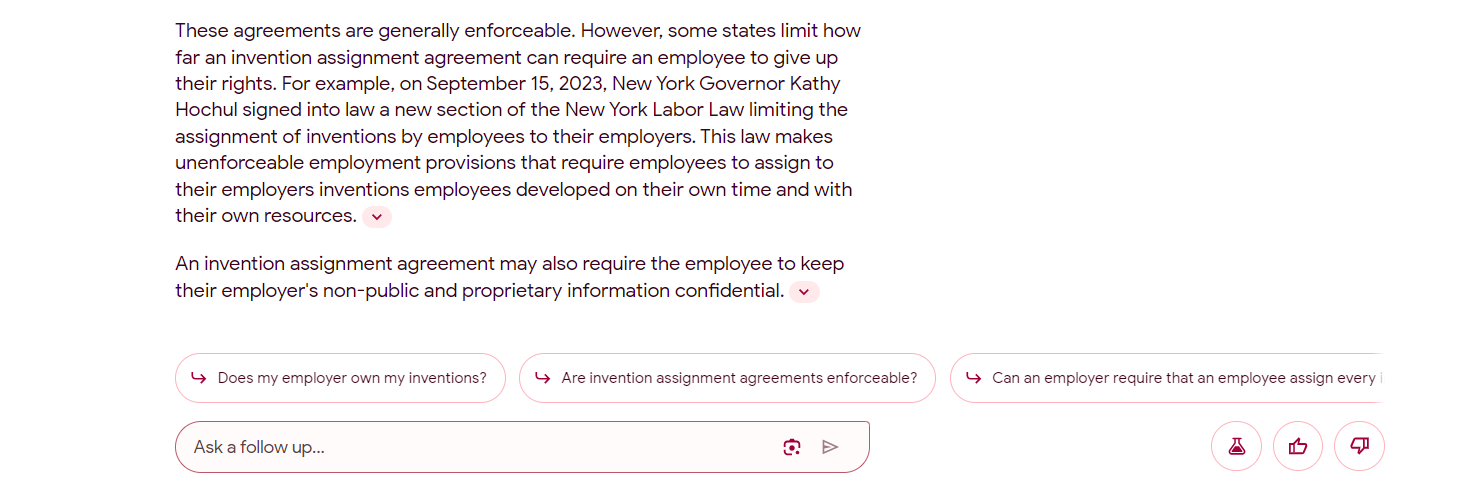 These agreements are generally enforceable. However, some states limit how
far an invention assignment agreement can require an employee to give up
their rights. For example, on September 15, 2023, New York Governor Kathy
Hochul signed into law a new section of the New York Labor Law limiting the
assignment of inventions by employees to their employers. This law makes
unenforceable employment provisions that require employees to assign to
their employers inventions employees developed on their own time and with
their own resources.
An invention assignment agreement may also require the employee to keep
their employer's non-public and proprietary information confidential.
Does my employer own my inventions?
Are invention assignment agreements enforceable?
Can an employer require that an employee assign every
Ask a follow up...